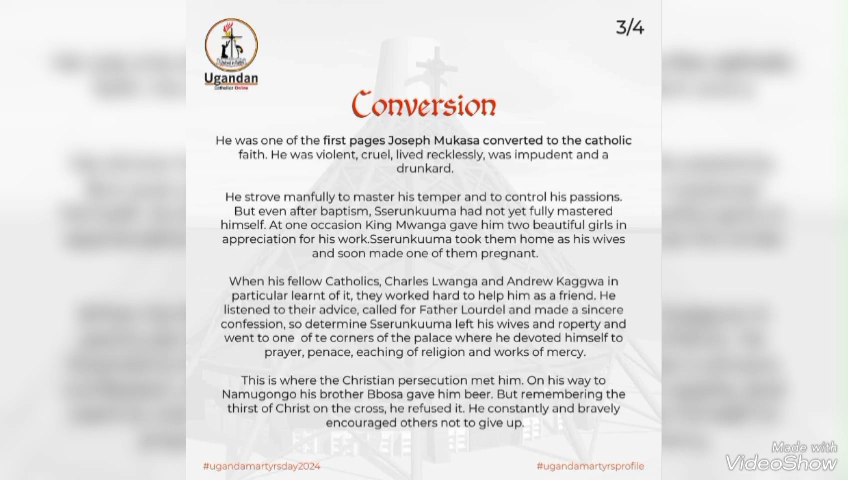 3/4
Ugandan
Catholics Online
Conversion
He was one of the first pages Joseph Mukasa converted to the catholic
faith. He was violent, cruel, lived recklessly, was impudent and a
drunkard.
He strove manfully to master his temper and to control his passions.
But even after baptism, Sserunkuuma had not yet fully mastered
himself. At one occasion King Mwanga gave him two beautiful girls in
appreciation for his work.Sserunkuuma took them home as his wives
and soon made one of them pregnant.
When his fellow Catholics, Charles Lwanga and Andrew Kaggwa in
particular learnt of it, they worked hard to help him as a friend. He
listened to their advice, called for Father Lourdel and made a sincere
confession, so determine Sserunkuuma left his wives and roperty and
went to one of te corners of the palace where he devoted himself to
prayer, penace, eaching of religion and works of mercy.
This is where the Christian persecution met him. On his way to
Namugongo his brother Bbosa gave him beer. But remembering the
thirst of Christ on the cross, he refused it. He constantly and bravely
encouraged others not to give up.
#ugandamartyrsday2024
#ugandamartyrsprofile
Made with
VideoShow